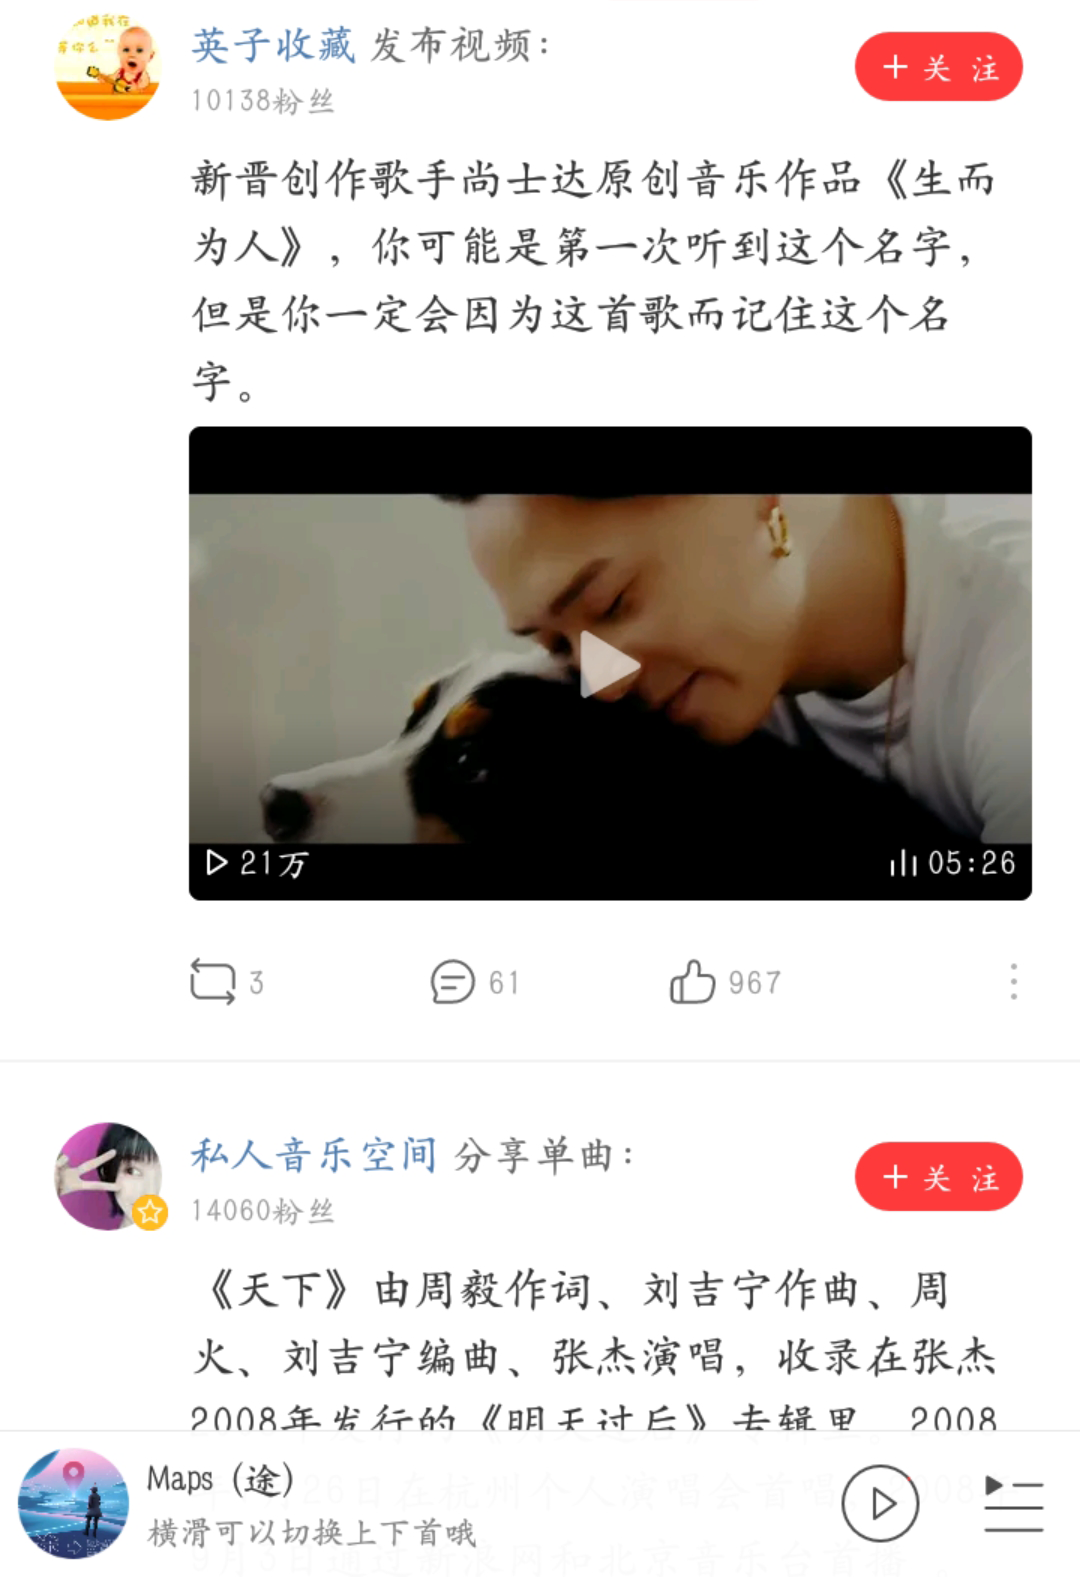 英子收藏 发布视频:
10138粉丝
+ 关 注
新晋创作歌手尚士达原创音乐作品《生而
为人》，你可能是第一次听到这个名字，
但是你一定会因为这首歌而记住这个名
字。
21万
05:26
3
61
967
私人音乐空间 分享单曲:
14060粉丝
+ 关 注
《天下》由周毅作词、刘吉宁作曲、周
火、刘吉宁编曲、张杰演唱，收录在张杰
2008年发行的《明天过后》专辑里。2008
26日在杭州个人演唱会首唱
2008
9月3日通过新浪网和北京音乐台首播
Maps（途）
横滑可以切换上下首哦